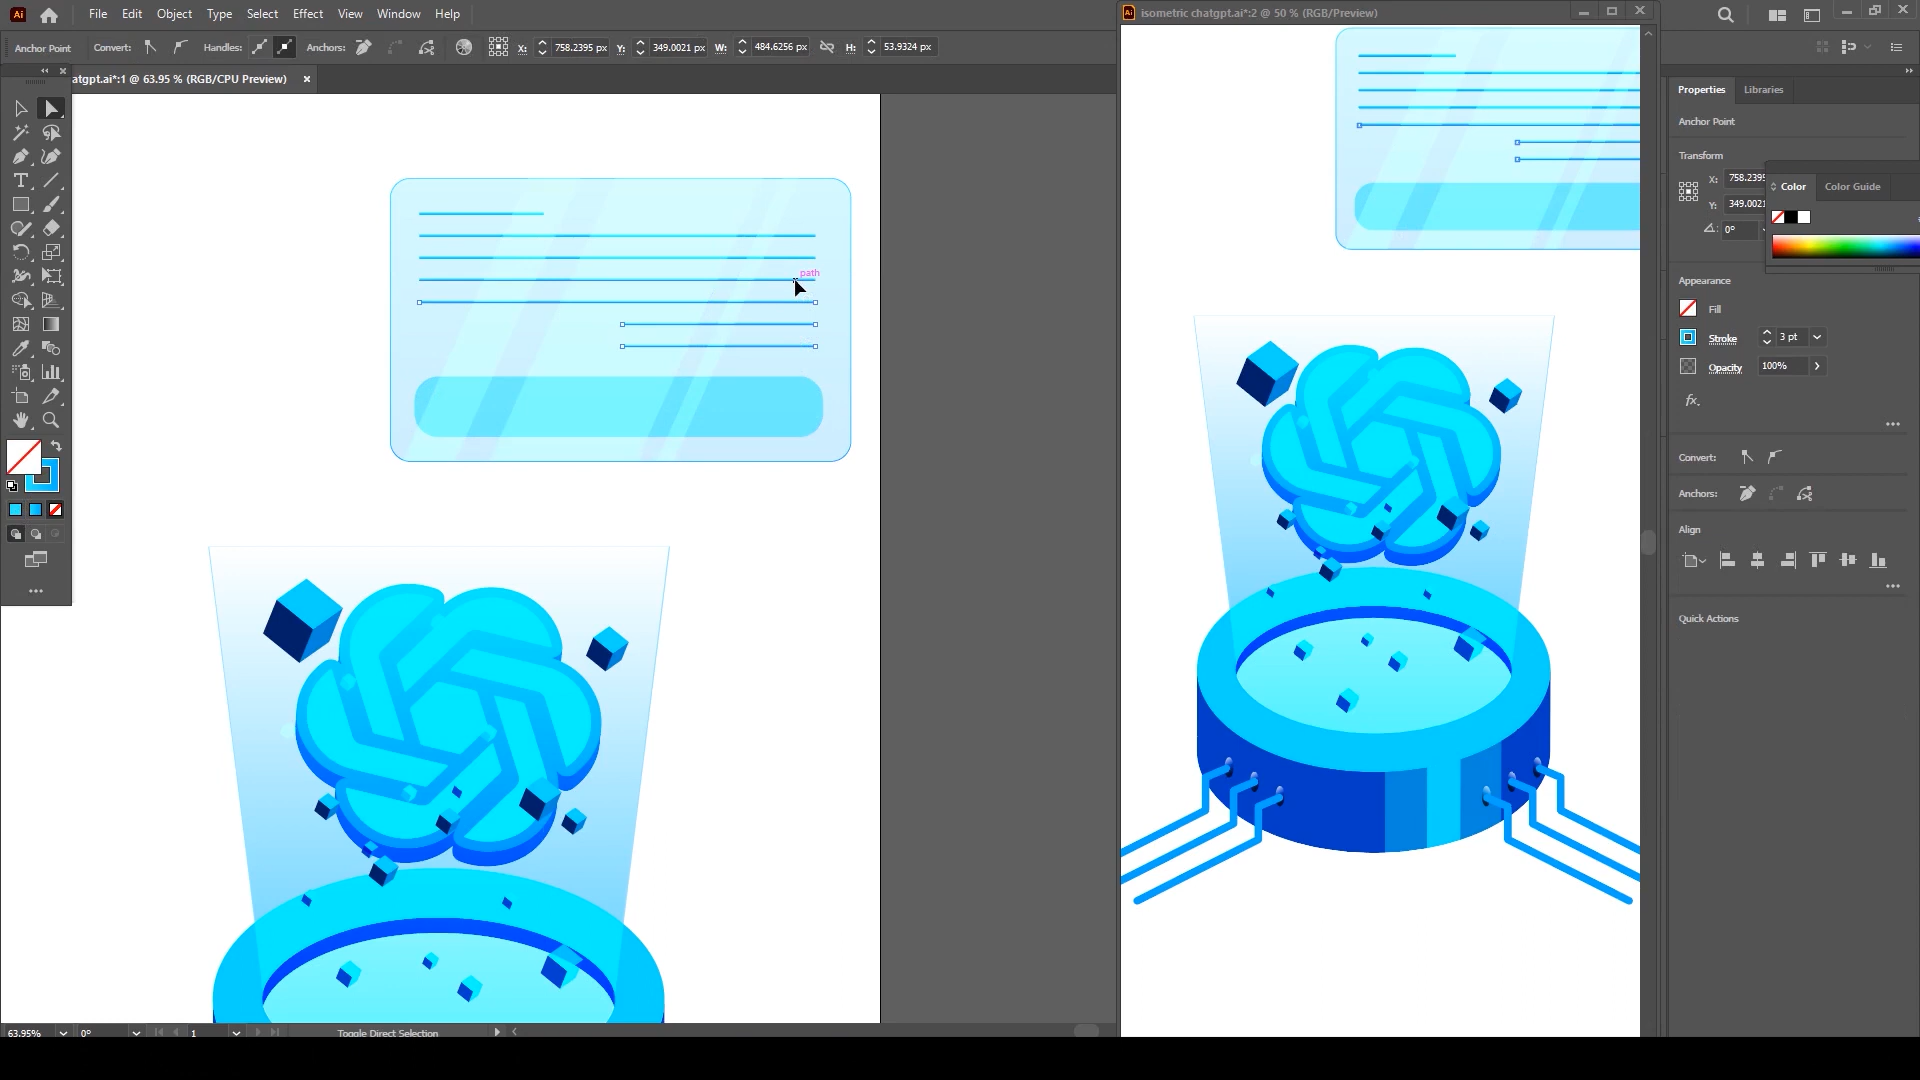 Ai File Edit Object Type Select Effect View Window Help
isometric chatgpt.ai*:2 @ 50 % (RGB/Preview)
Anchor Point Convert: Handles: Anchors: X: 758.2395 px Y: 349.0021 px W: 484.6256 px H: 53.9324 px
atgpt.ai*:1 @ 63.95 % (RGB/CPU Preview)
path
63.95% 0° 1 Toggle Direct Selection
Properties Libraries
Anchor Point
Transform
X: 758.2395
Y: 349.0021
0°
Color Color Guide
Appearance
Fill
Stroke 3 pt
Opacity 100%
fx.
Convert:
Anchors:
Align
Quick Actions